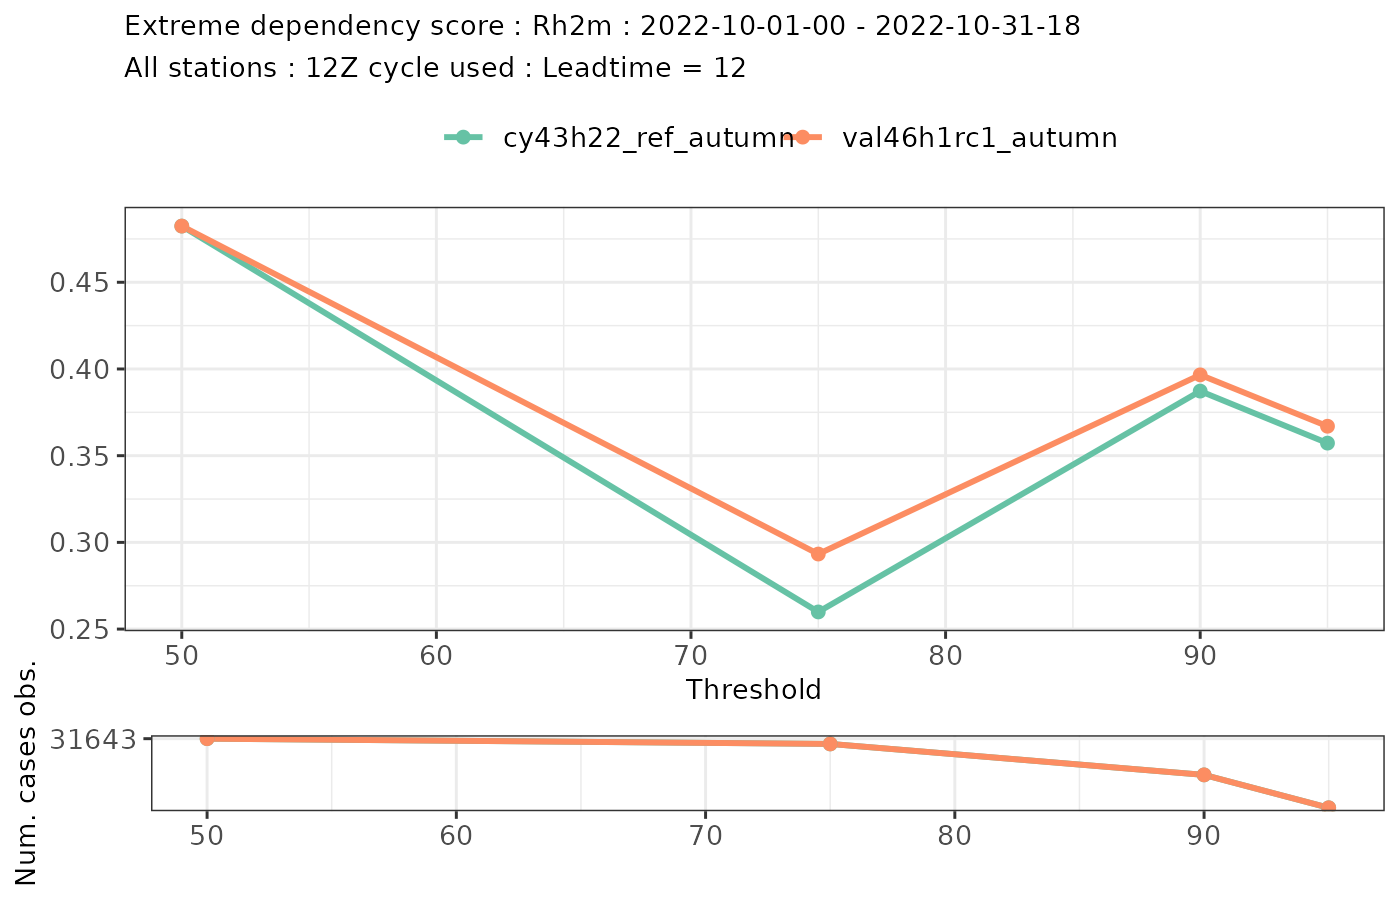 Extreme dependency score : Rh2m : 2022-10-01-00 - 2022-10-31-18
All stations : 12Z cycle used : Leadtime = 12
cy43h22_ref_autumn val46h1rc1_autumn
0.45
0.40
0.35
0.30
0.25
50 60 70 80 90
Threshold
Num. cases obs.
31643
50 60 70 80 90